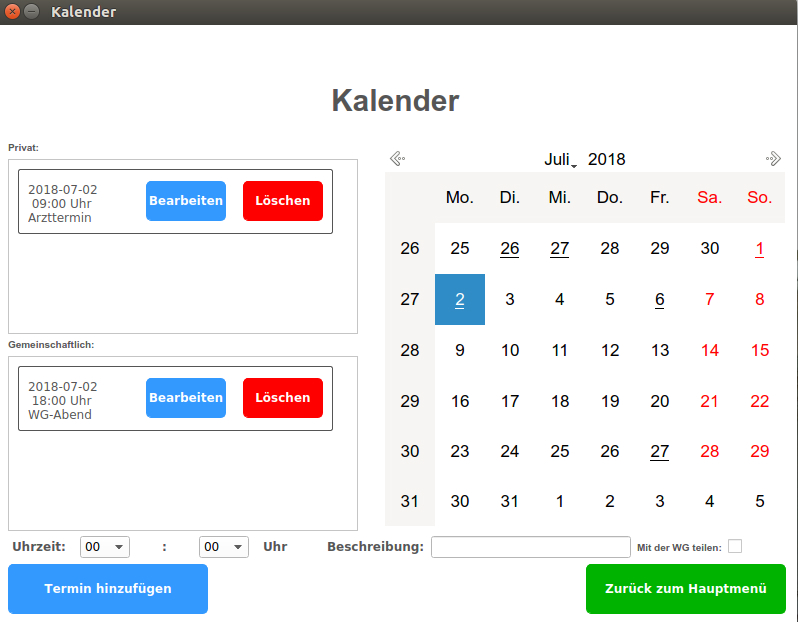 Kalender
Kalender
Privat:
2018-07-02
09:00 Uhr
Arzttermin
Bearbeiten
Löschen
Gemeinschaftlich:
2018-07-02
18:00 Uhr
WG-Abend
Bearbeiten
Löschen
Juli 2018
Mo. Di. Mi. Do. Fr. Sa. So.
26 25 26 27 28 29 30 1
27 2 3 4 5 6 7 8
28 9 10 11 12 13 14 15
29 16 17 18 19 20 21 22
30 23 24 25 26 27 28 29
31 30 31 1 2 3 4 5
Uhrzeit: 00 : 00 Uhr Beschreibung: Mit der WG teilen:
Termin hinzufügen
Zurück zum Hauptmenü